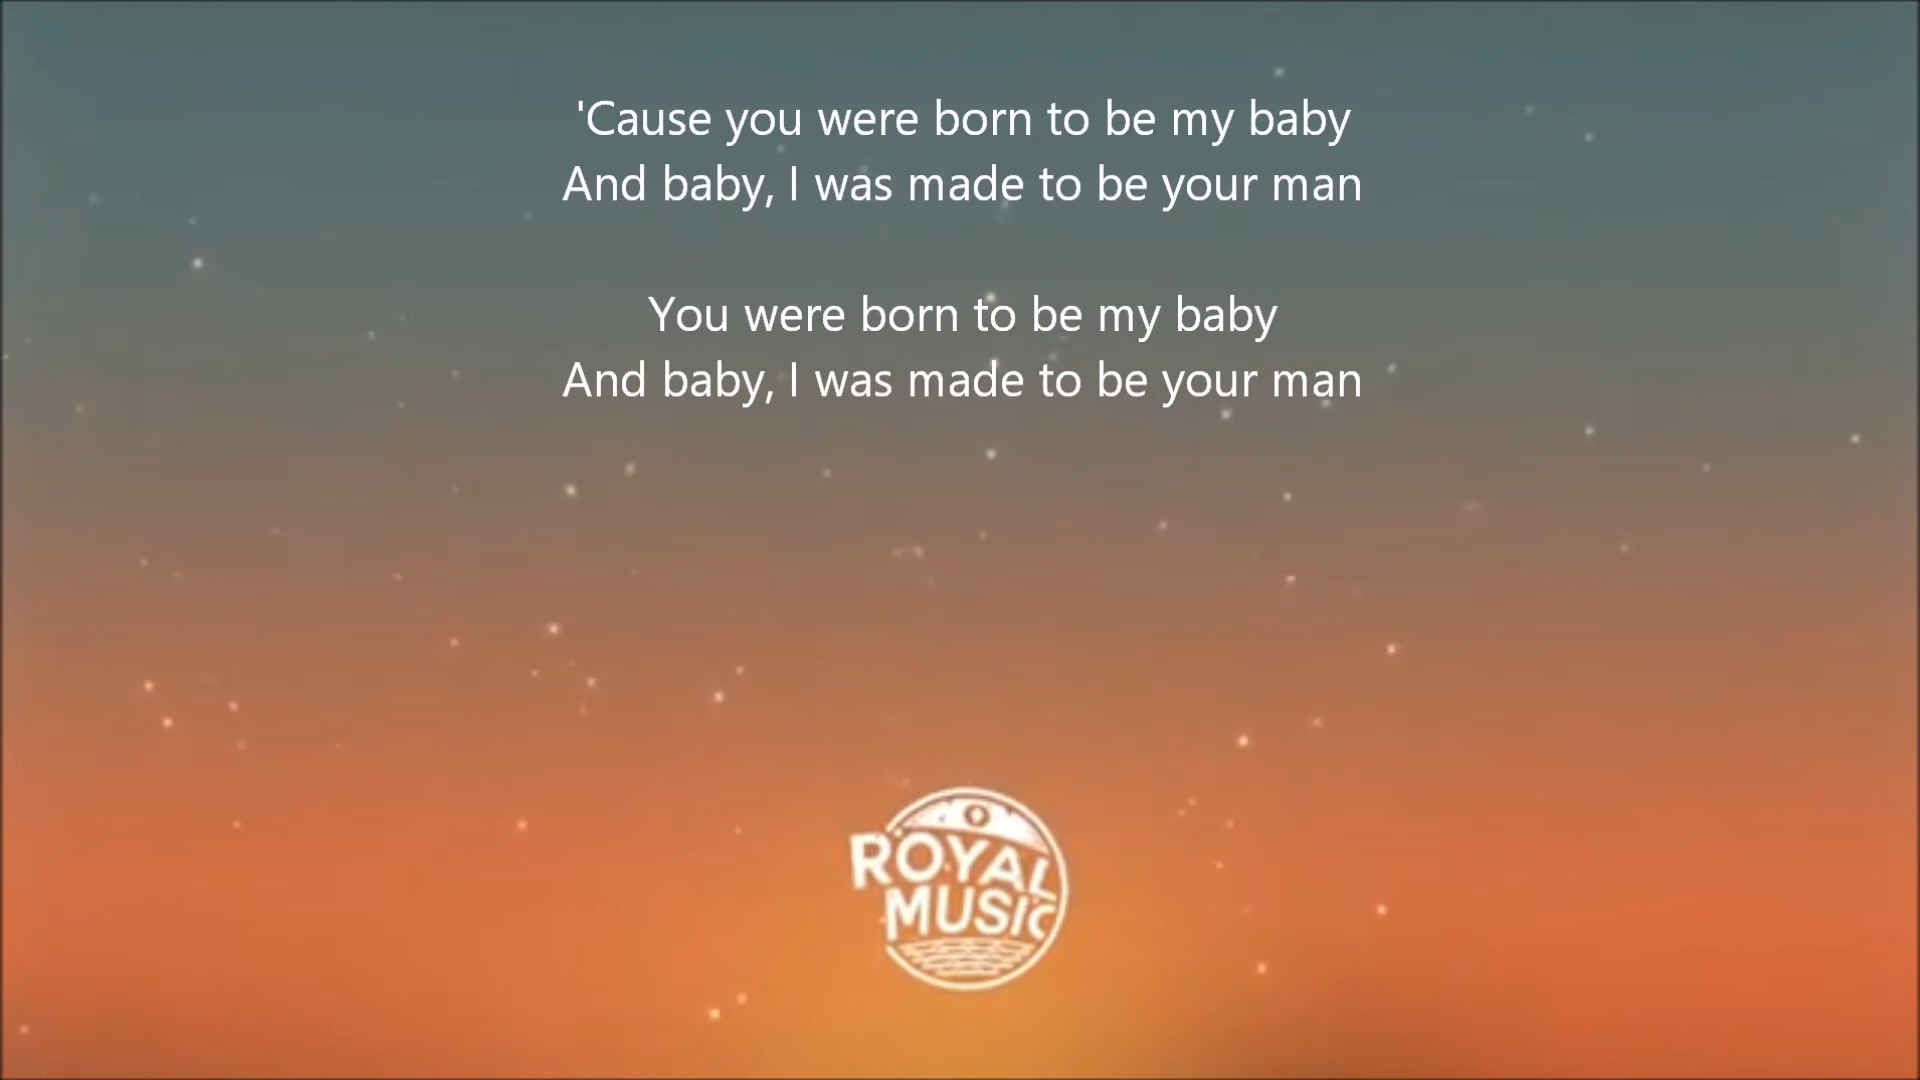 'Cause you were born to be my baby
And baby, I was made to be your man
You were born to be my baby
And baby, I was made to be your man
ROYAL
MUSIC